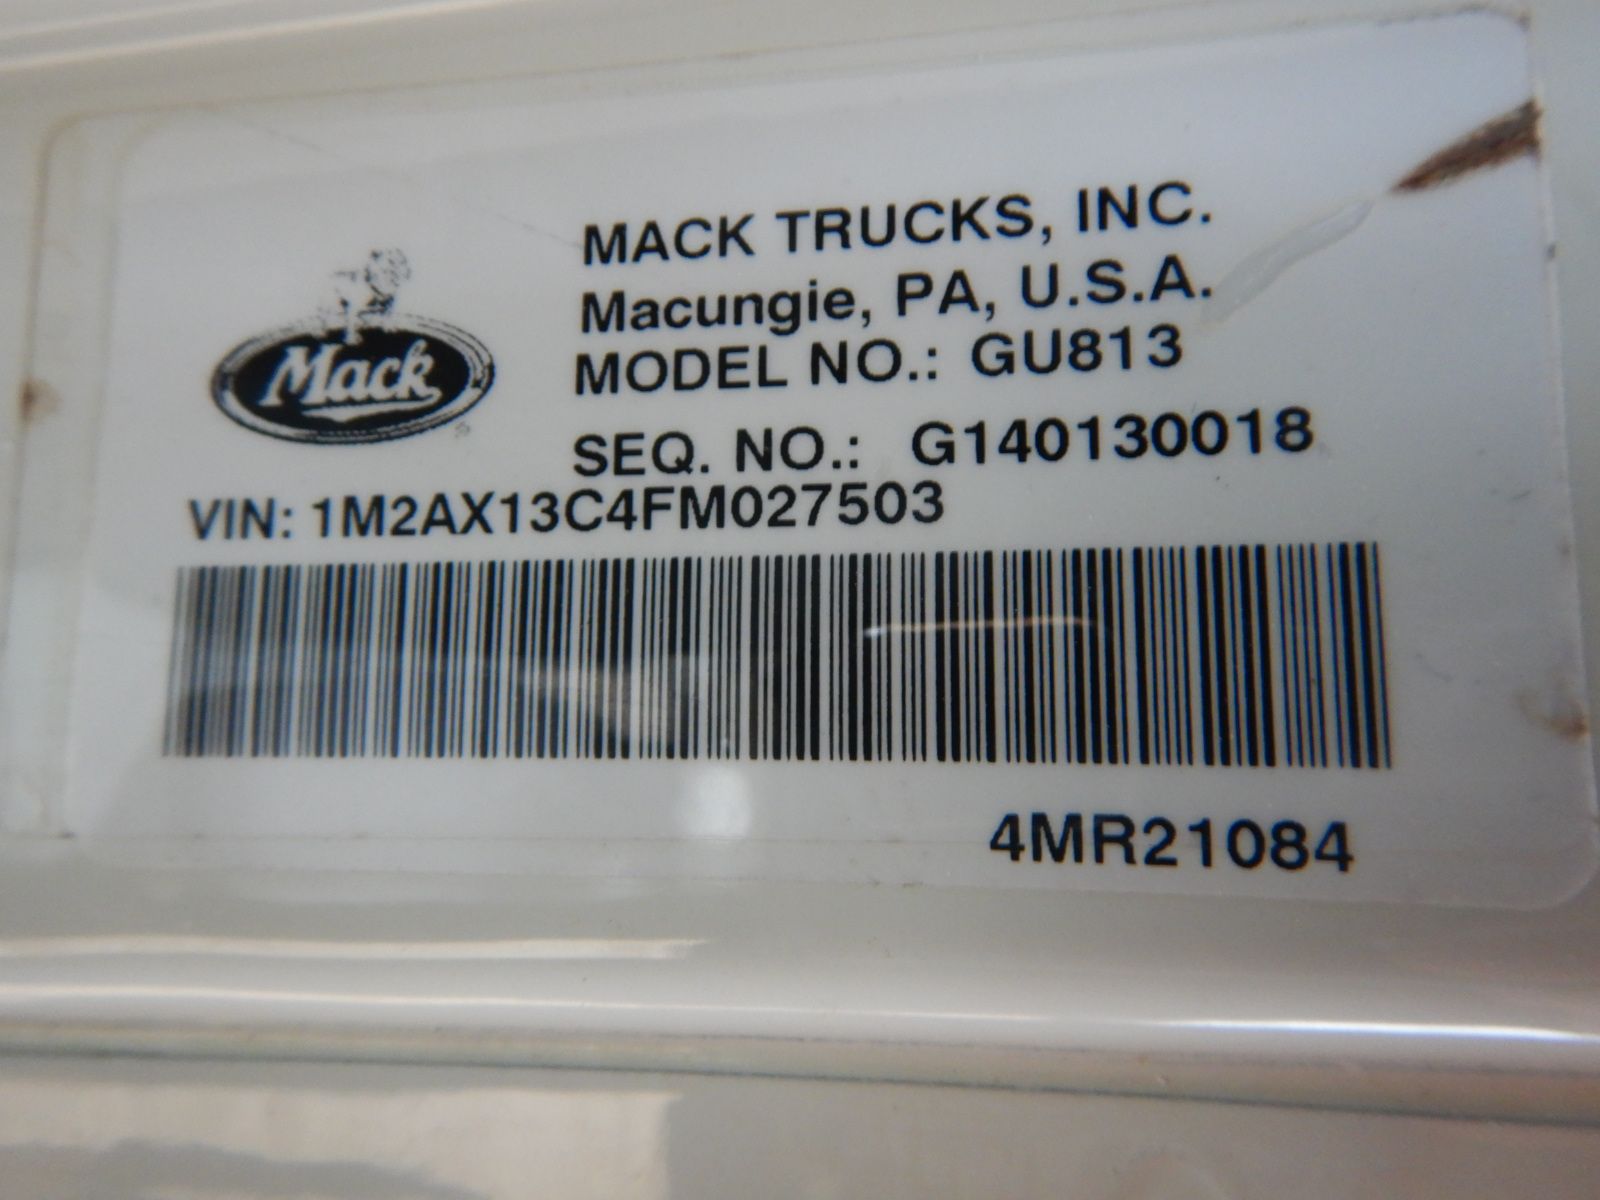 Mack
MACK TRUCKS, INC.
Macungie, PA, U.S.A.
MODEL NO.: GU813
SEQ. NO.: G140130018
VIN: 1M2AX13C4FM027503
4MR21084